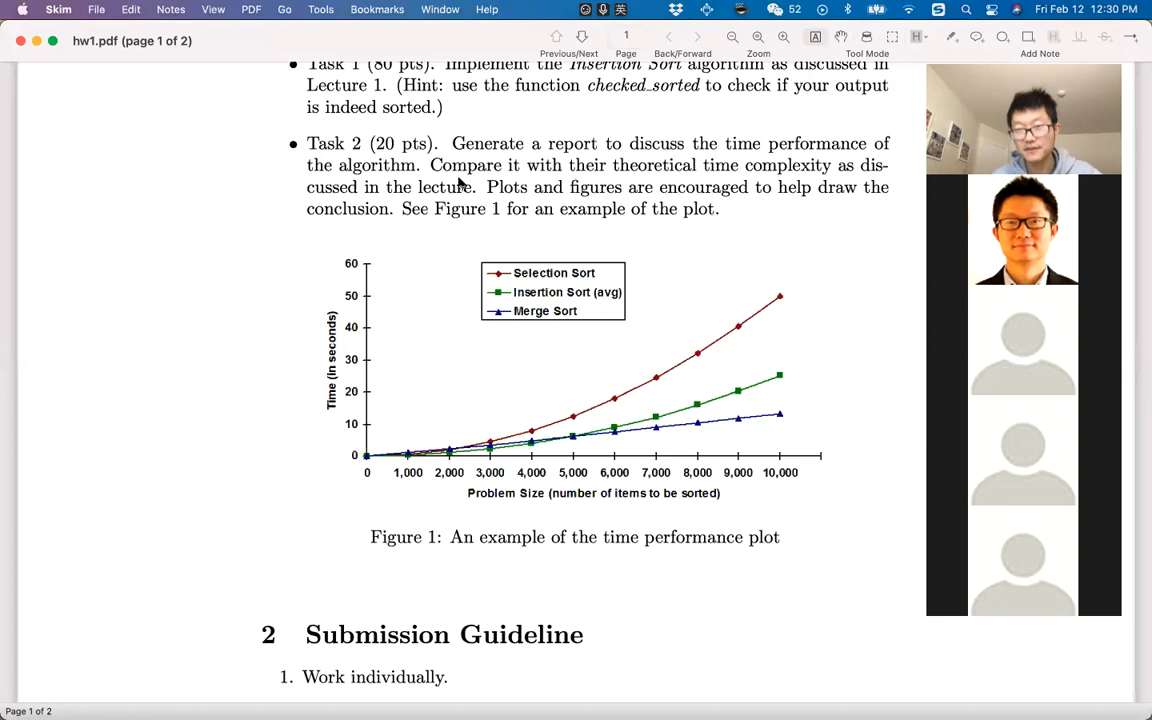 Skim File Edit View PDF Go Tools Bookmarks Window Help 英 52 S Fri Feb 12 12:30 PM
hw1.pdf (page 1 of 2)
1
Previous/Next Page Back/Forward Zoom Tool Mode Add Note
• Task 1 (80 pts). Implement the Insertion Sort algorithm as discussed in
Lecture 1. (Hint: use the function checked_sorted to check if your output
is indeed sorted.)
• Task 2 (20 pts). Generate a report to discuss the time performance of
the algorithm. Compare it with their theoretical time complexity as dis-
cussed in the lecture. Plots and figures are encouraged to help draw the
conclusion. See Figure 1 for an example of the plot.
Selection Sort
Insertion Sort (avg)
Merge Sort
Time (in seconds)
60
50
40
30
20
10
0
0 1,000 2,000 3,000 4,000 5,000 6,000 7,000 8,000 9,000 10,000
Problem Size (number of items to be sorted)
Figure 1: An example of the time performance plot
2 Submission Guideline
1. Work individually.
Page 1 of 2